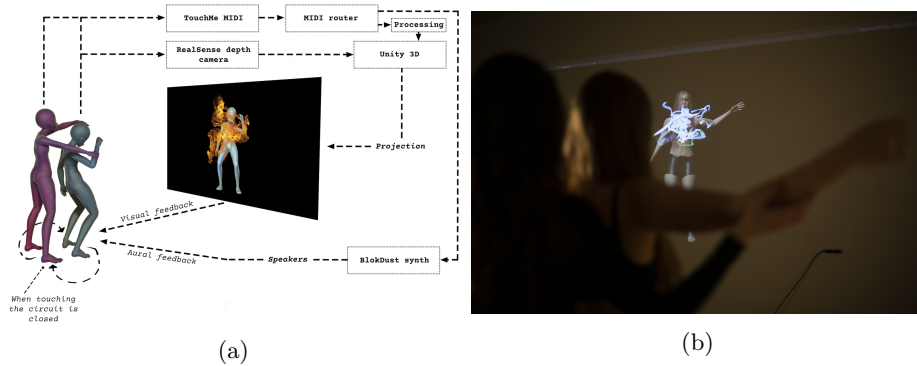 TouchMe MIDI
MIDI router
Processing
RealSense depth
camera
Unity 3D
Projection
Visual feedback
Aural feedback
Speakers
BlokDust synth
When touching
the circuit is
closed
(a)
(b)